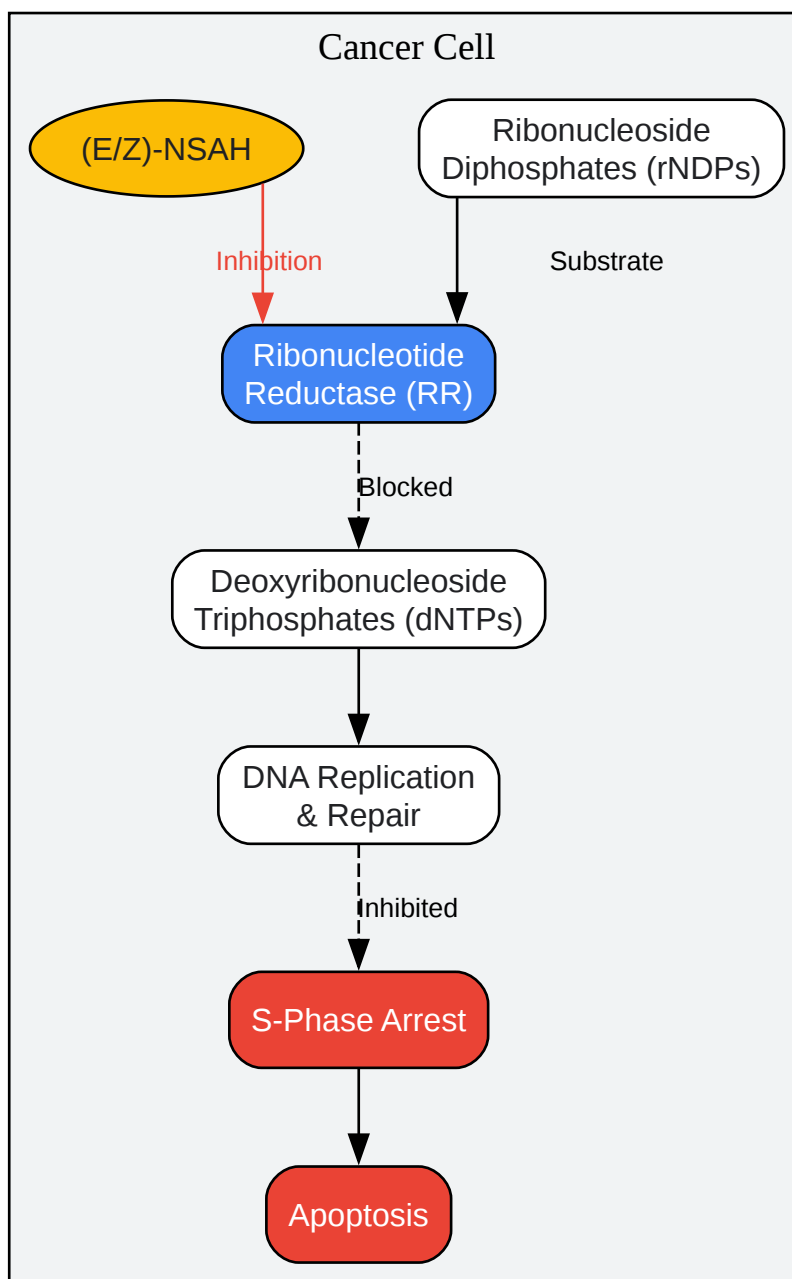 Cancer Cell
(E/Z)-NSAH
Ribonucleoside
Diphosphates (rNDPs)
Inhibition
Substrate
Ribonucleotide
Reductase (RR)
Blocked
Deoxyribonucleoside
Triphosphates (dNTPs)
DNA Replication
& Repair
Inhibited
S-Phase Arrest
Apoptosis